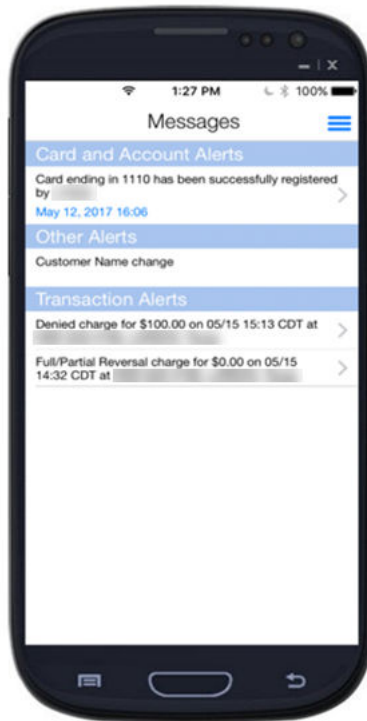 1:27 PM 100%
Messages
Card and Account Alerts
Card ending in 1110 has been successfully registered
by
May 12, 2017 16:06
Other Alerts
Customer Name change
Transaction Alerts
Denied charge for $100.00 on 05/15 15:13 CDT at
Full/Partial Reversal charge for $0.00 on 05/15
14:32 CDT at